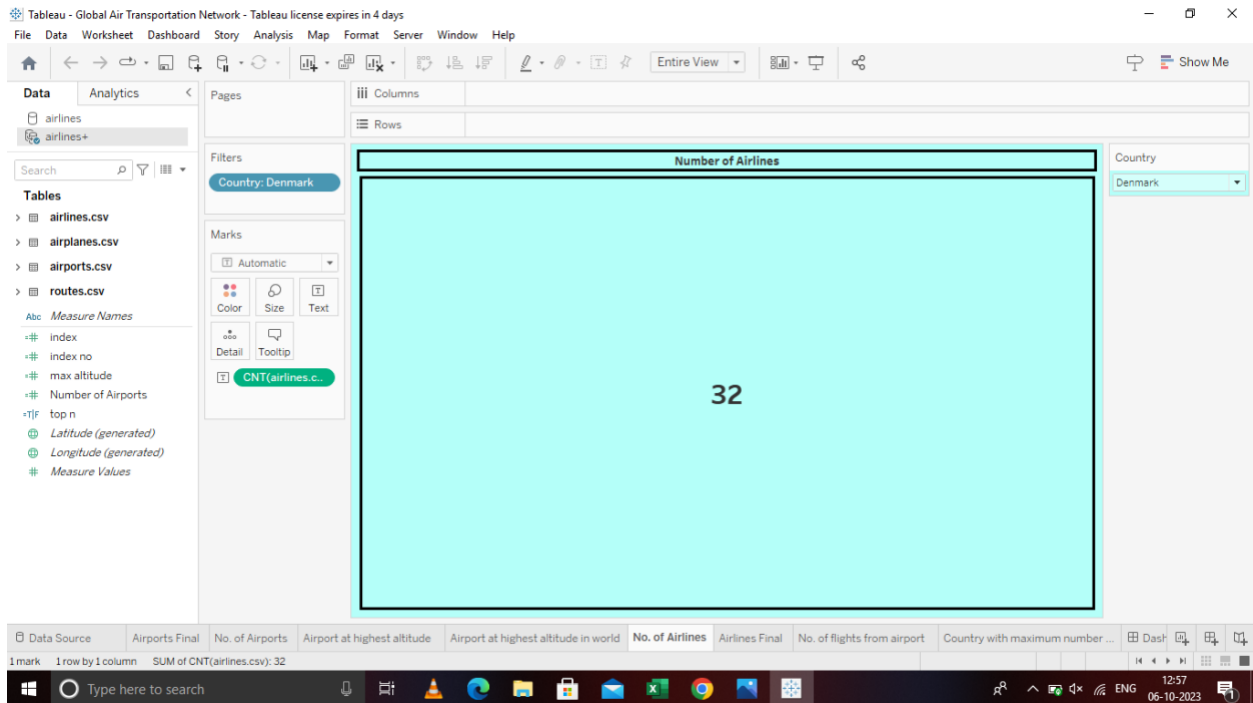 Tableau - Global Air Transportation Network - Tableau license expires in 4 days
File Data Worksheet Dashboard Story Analysis Map Format Server Window Help
Entire View
Show Me
Data Analytics
airlines
airlines+
Search
Tables
airlines.csv
airplanes.csv
airports.csv
routes.csv
Abc Measure Names
=# index
=# index no
=# max altitude
=# Number of Airports
=T|F top n
Latitude (generated)
Longitude (generated)
# Measure Values
Pages
Filters
Country: Denmark
Marks
T Automatic
Color Size Text
Detail Tooltip
T CNT(airlines.c..
iii Columns
Rows
Number of Airlines
32
Country
Denmark
Data Source Airports Final No. of Airports Airport at highest altitude Airport at highest altitude in world No. of Airlines Airlines Final No. of flights from airport Country with maximum number ... Dash
1 mark 1 row by 1 column SUM of CNT(airlines.csv): 32
Type here to search
ENG
12:57
06-10-2023
1